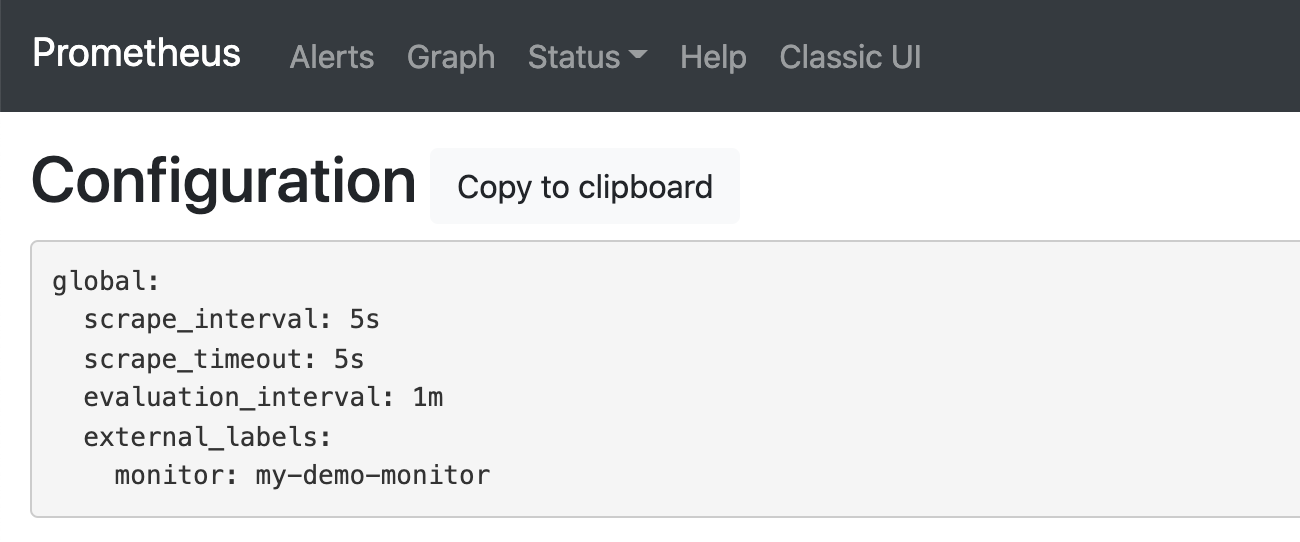 Prometheus Alerts Graph Status Help Classic UI
Configuration Copy to clipboard
global:
  scrape_interval: 5s
  scrape_timeout: 5s
  evaluation_interval: 1m
  external_labels:
    monitor: my-demo-monitor